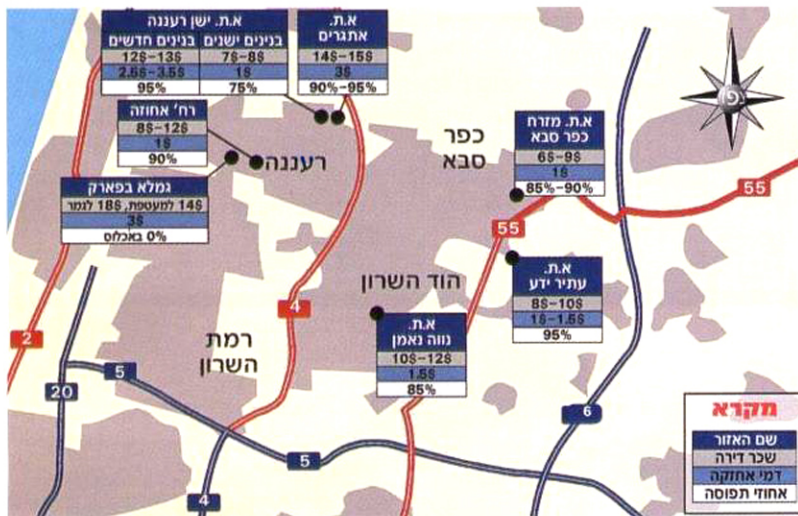 א.ת. ישן רעננה
בנינים חדשים
בנינים ישנים
12$-13$
7$-8$
2.5$-3.5$
1$
95%
75%
א.ת.
אתגרים
14$-15$
3$
90%-95%
רח' אחוזה
8$-12$
1$
90%
גמלא בפארק
14$ למעטפת, 18$ לגמר
3$
0% באכלוס
רעננה
כפר
סבא
א.ת. מזרח
כפר סבא
6$-9$
1$
85%-90%
55
55
א.ת.
עתיר ידע
8$-10$
1$-1.5$
95%
הוד השרון
א.ת.
נווה נאמן
10$-12$
1.5$
85%
רמת
השרון
4
2
20
5
5
4
6
מקרא
שם האזור
שכר דירה
דמי אחזקה
אחוזי תפוסה